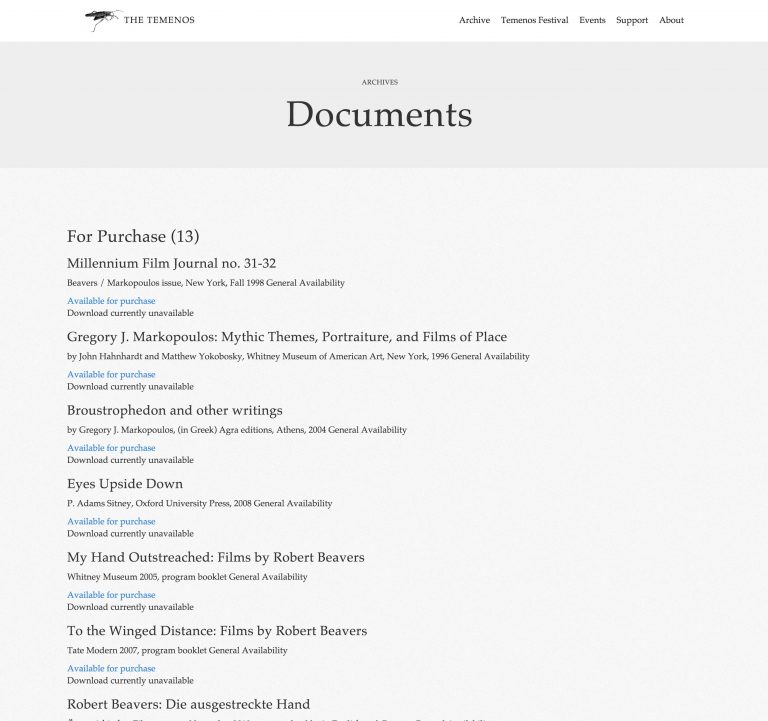 THE TEMENOS
Archive Temenos Festival Events Support About
ARCHIVES
Documents
For Purchase (13)
Millennium Film Journal no. 31-32
Beavers / Markopoulos issue, New York, Fall 1998 General Availability
Available for purchase
Download currently unavailable
Gregory J. Markopoulos: Mythic Themes, Portraiture, and Films of Place
by John Hahnhardt and Matthew Yokobosky, Whitney Museum of American Art, New York, 1996 General Availability
Available for purchase
Download currently unavailable
Broustrophedon and other writings
by Gregory J. Markopoulos, (in Greek) Agra editions, Athens, 2004 General Availability
Available for purchase
Download currently unavailable
Eyes Upside Down
P. Adams Sitney, Oxford University Press, 2008 General Availability
Available for purchase
Download currently unavailable
My Hand Outstreached: Films by Robert Beavers
Whitney Museum 2005, program booklet General Availability
Available for purchase
Download currently unavailable
To the Winged Distance: Films by Robert Beavers
Tate Modern 2007, program booklet General Availability
Available for purchase
Download currently unavailable
Robert Beavers: Die ausgestreckte Hand